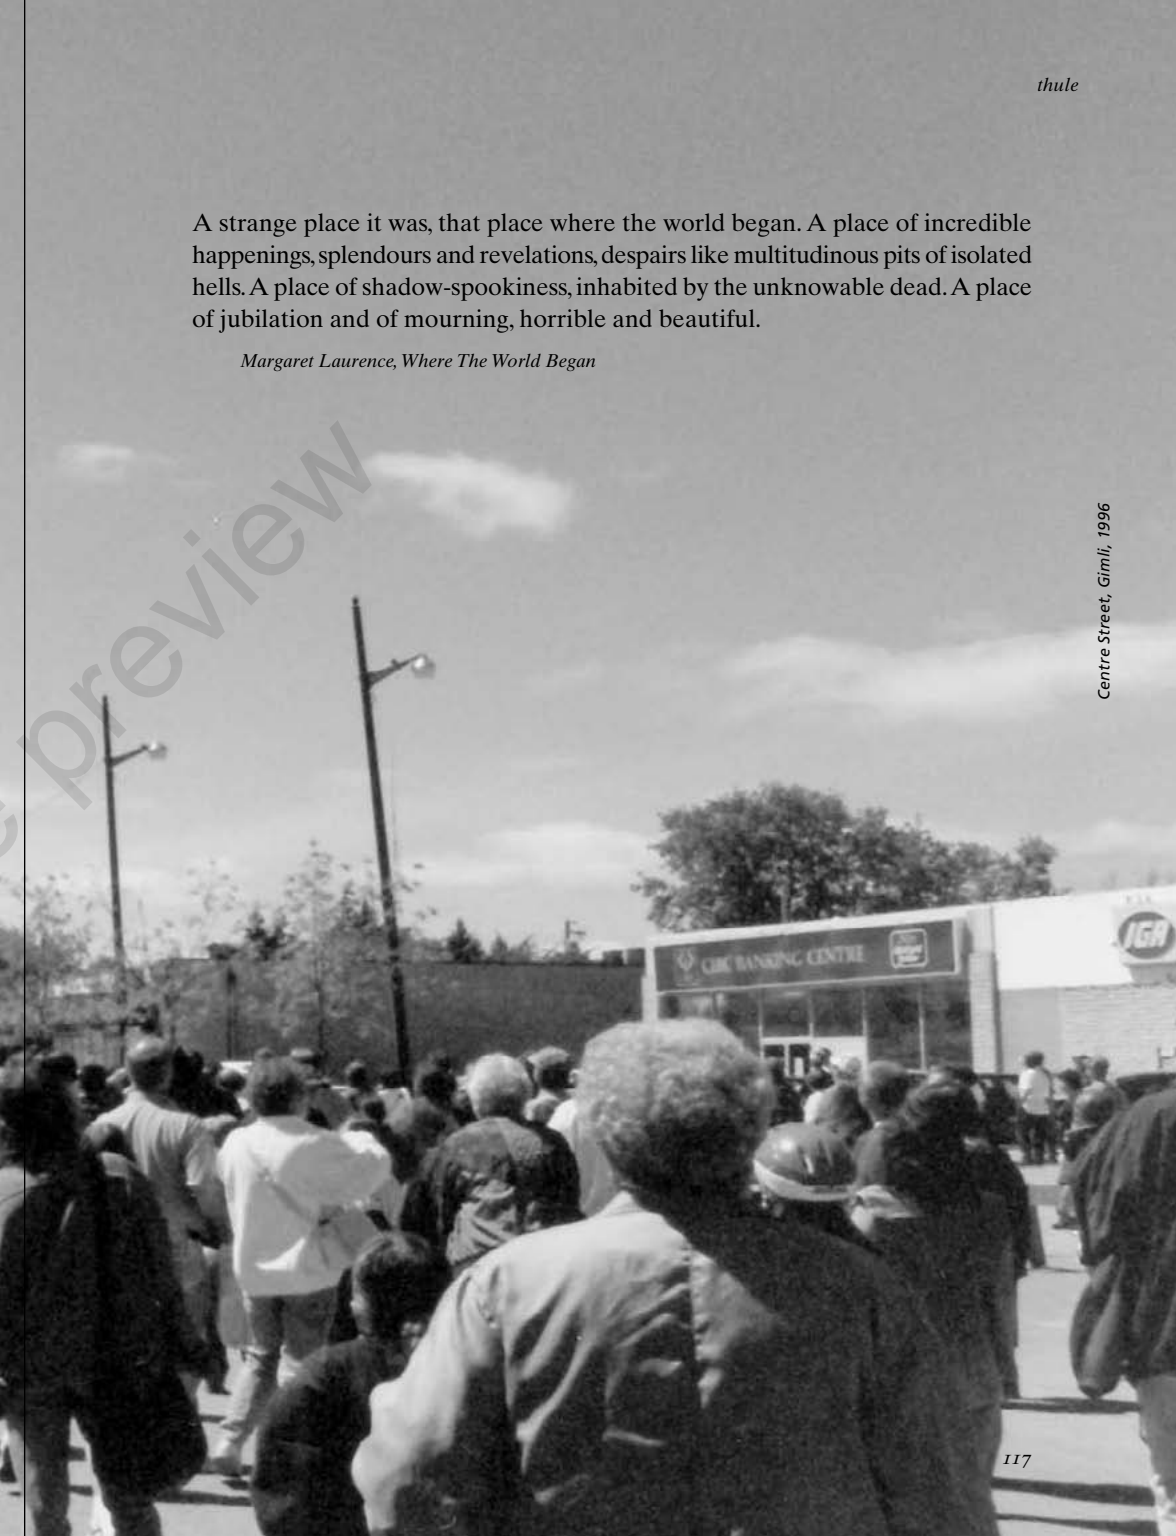 thule
A strange place it was, that place where the world began. A place of incredible
happenings, splendours and revelations, despairs like multitudinous pits of isolated
hells. A place of shadow-spookiness, inhabited by the unknowable dead. A place
of jubilation and of mourning, horrible and beautiful.
Margaret Laurence, Where The World Began
preview
Centre Street, Gimli, 1996
CIBC BANKING CENTRE
IGA
117